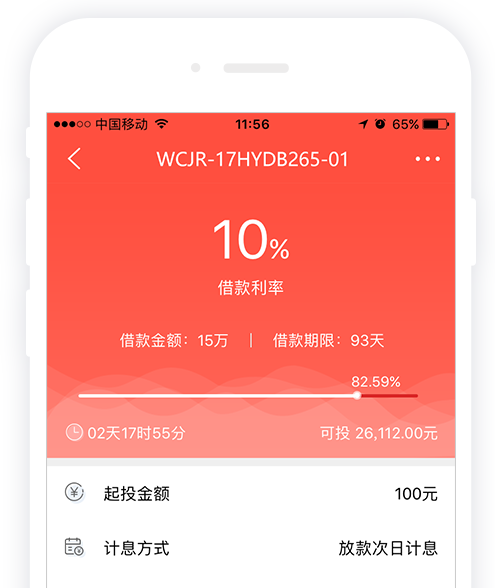 中国移动 11:56 65%
WCJR-17HYDB265-01
10%
借款利率
借款金额：15万 | 借款期限：93天
82.59%
02天17时55分 可投 26,112.00元
起投金额 100元
计息方式 放款次日计息